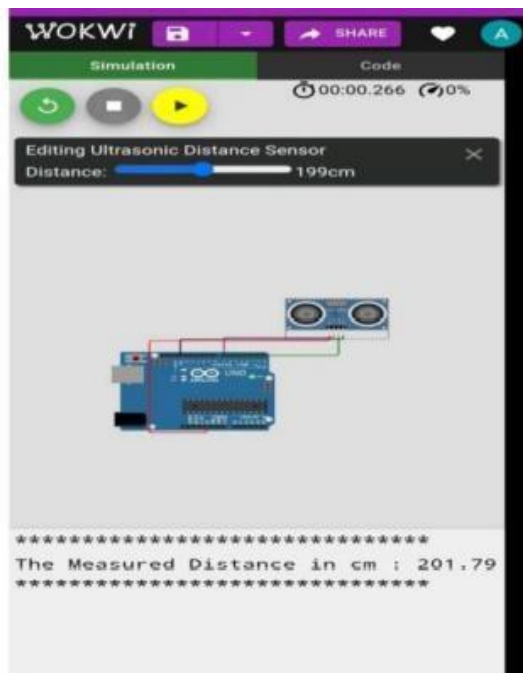 WOKWI SHARE A
Simulation Code
00:00.266 0%
Editing Ultrasonic Distance Sensor
Distance: 199cm
UNO
*******************************
The Measured Distance in cm : 201.79
*******************************